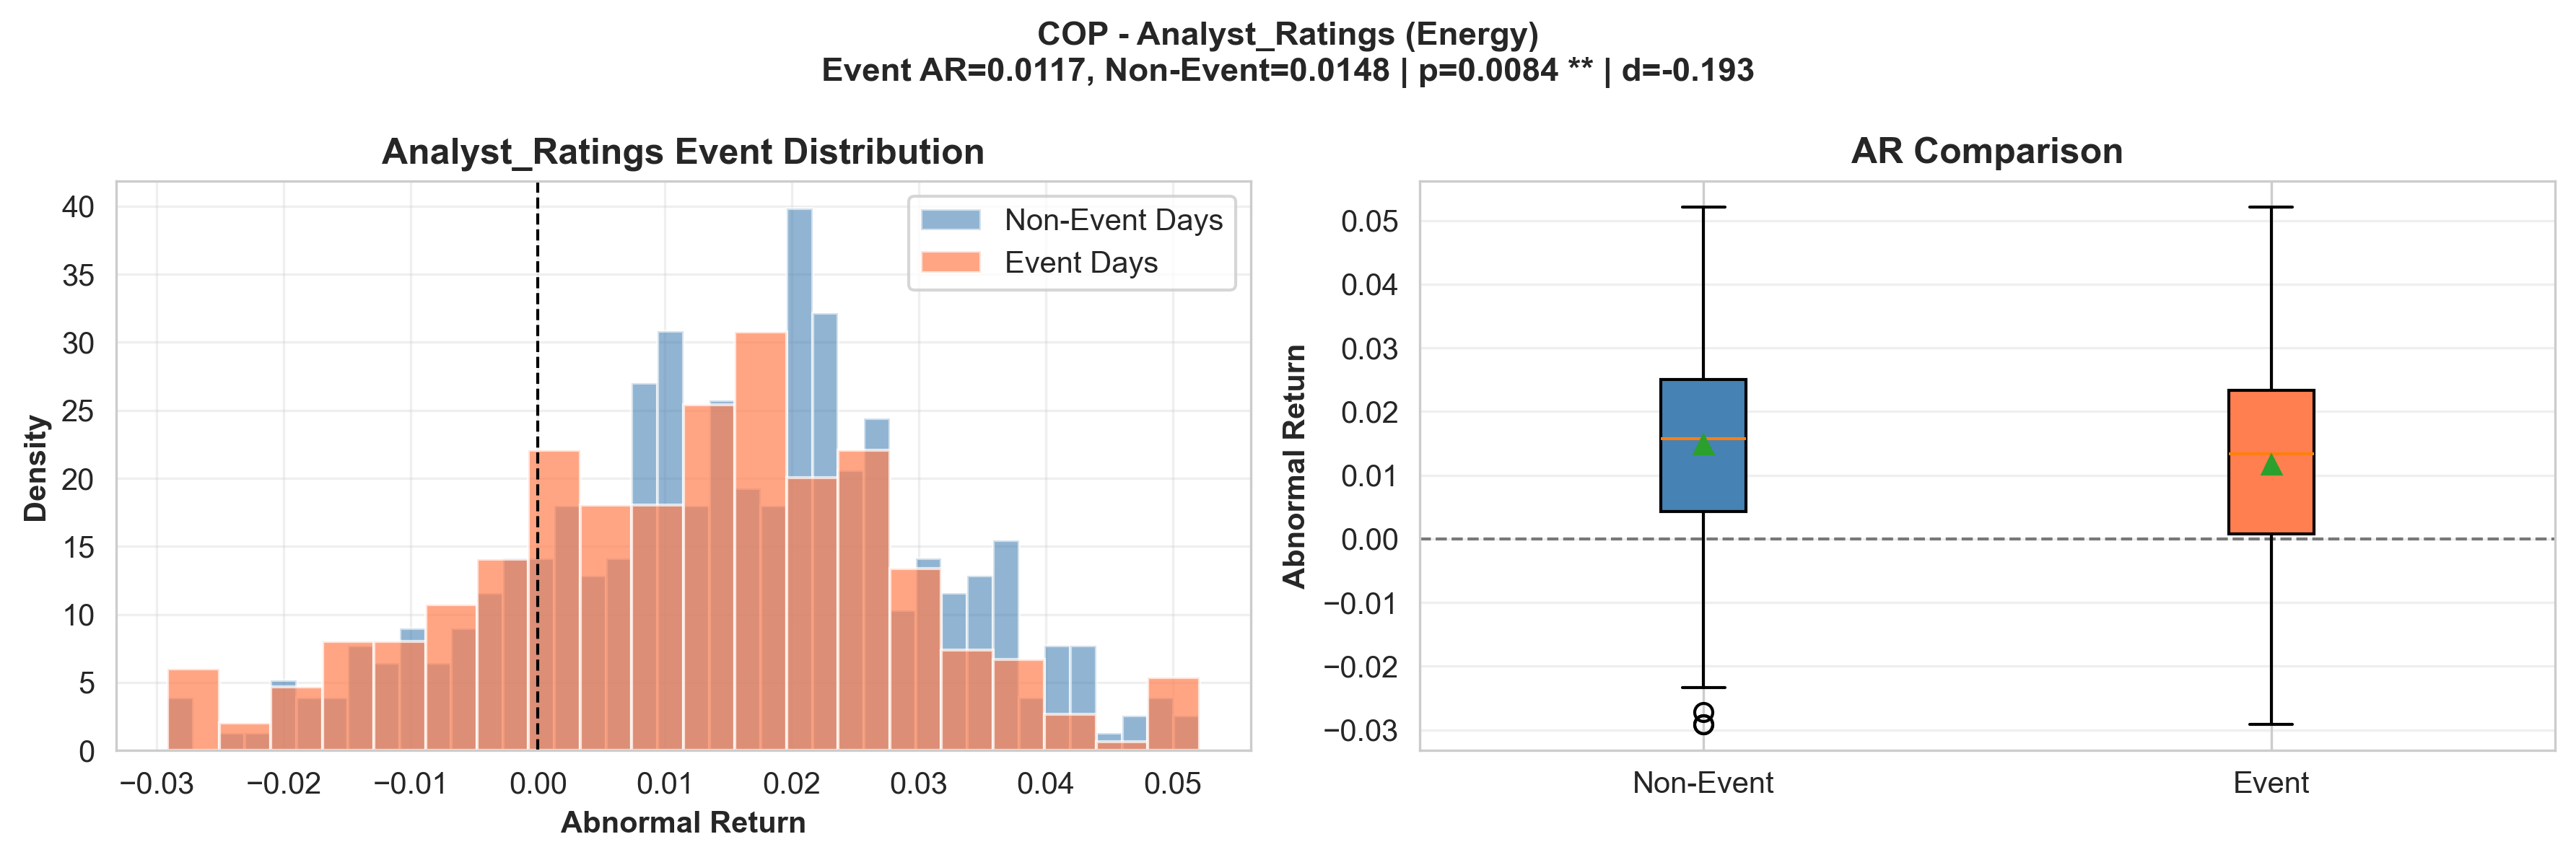 COP - Analyst_Ratings (Energy)
Event AR=0.0117, Non-Event=0.0148 | p=0.0084 ** | d=-0.193
Analyst_Ratings Event Distribution
Non-Event Days
Event Days
Density
40
35
30
25
20
15
10
5
0
−0.03 −0.02 −0.01 0.00 0.01 0.02 0.03 0.04 0.05
Abnormal Return
AR Comparison
Abnormal Return
0.05
0.04
0.03
0.02
0.01
0.00
−0.01
−0.02
−0.03
Non-Event Event